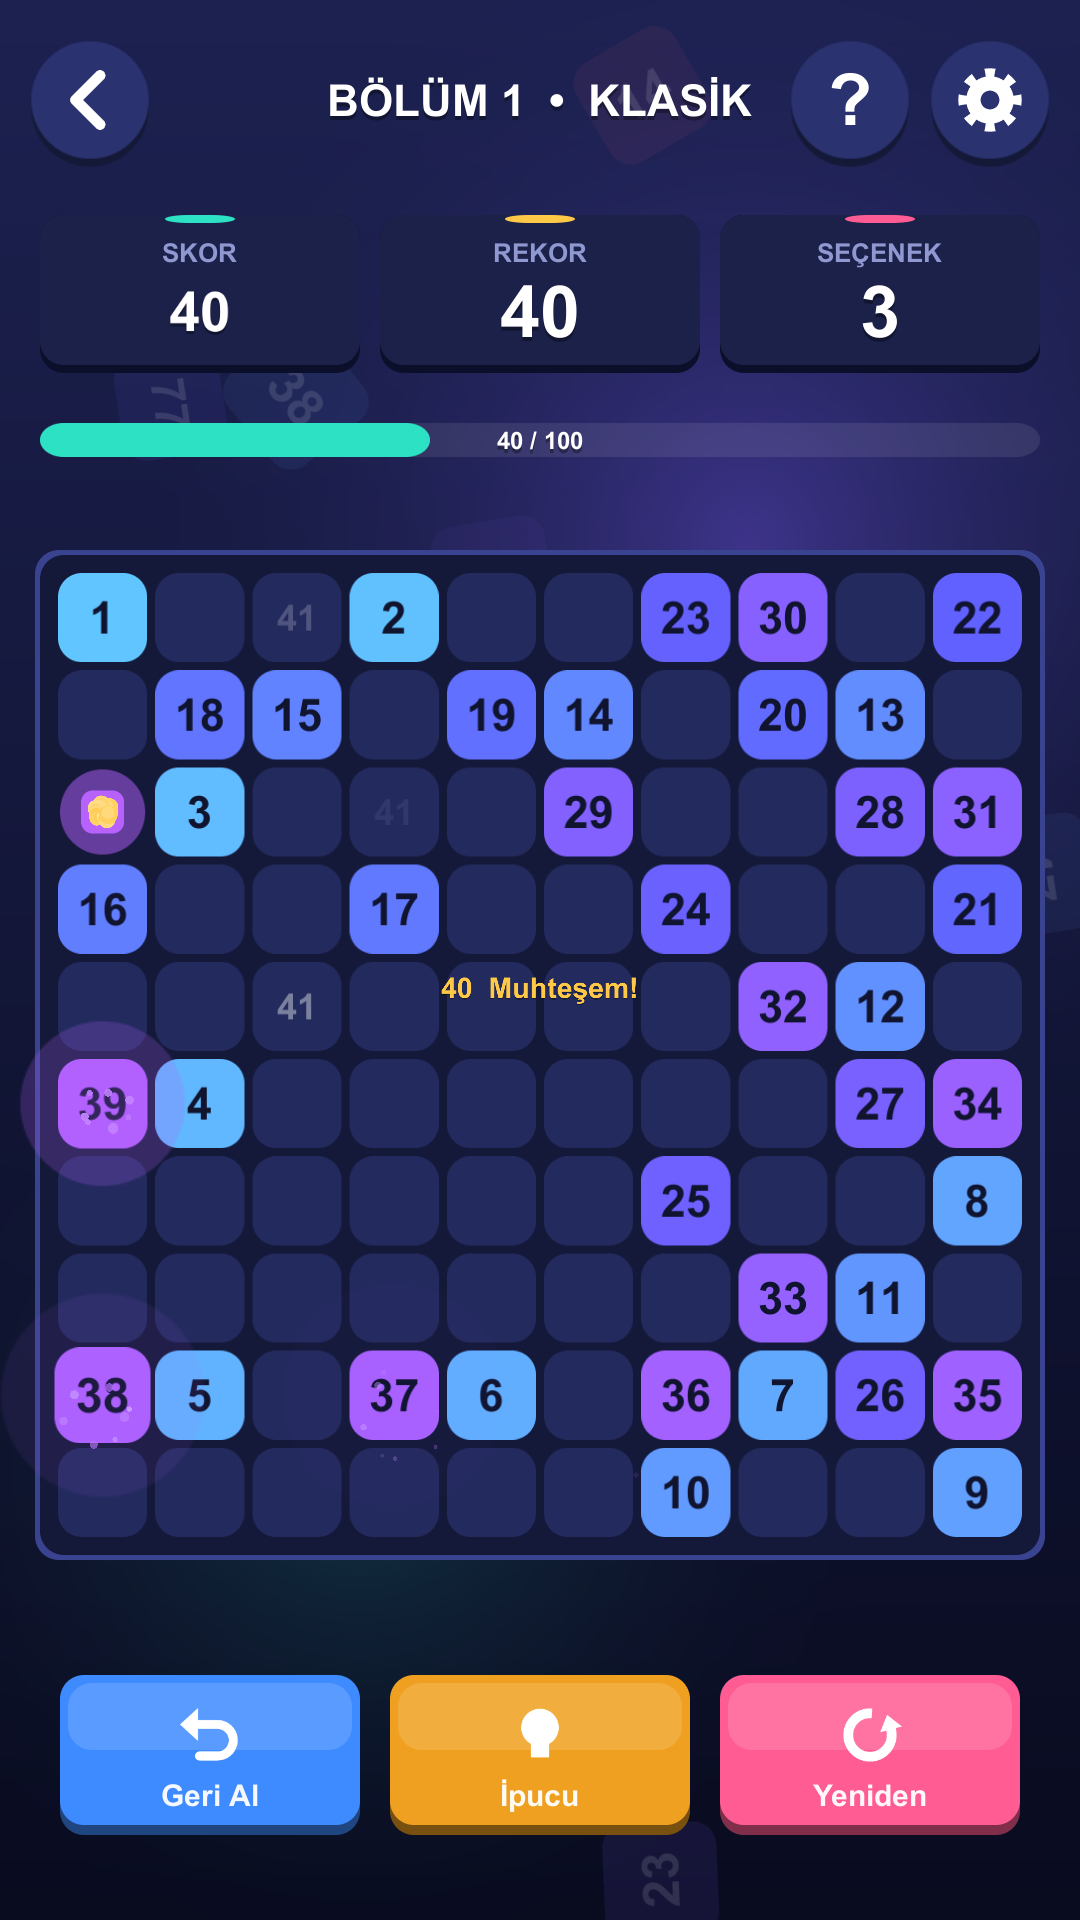 BÖLÜM 1 • KLASİK ?
SKOR REKOR SEÇENEK
40 40 3
77 38
40 / 100
1 41 2 23 30 22
18 15 19 14 20 13
3 41 29 28 31
16 17 24 21
41 32 12
40 Muhteşem!
39 4 27 34
25 8
33 11
38 5 37 6 36 7 26 35
10 9
Geri Al İpucu Yeniden
23